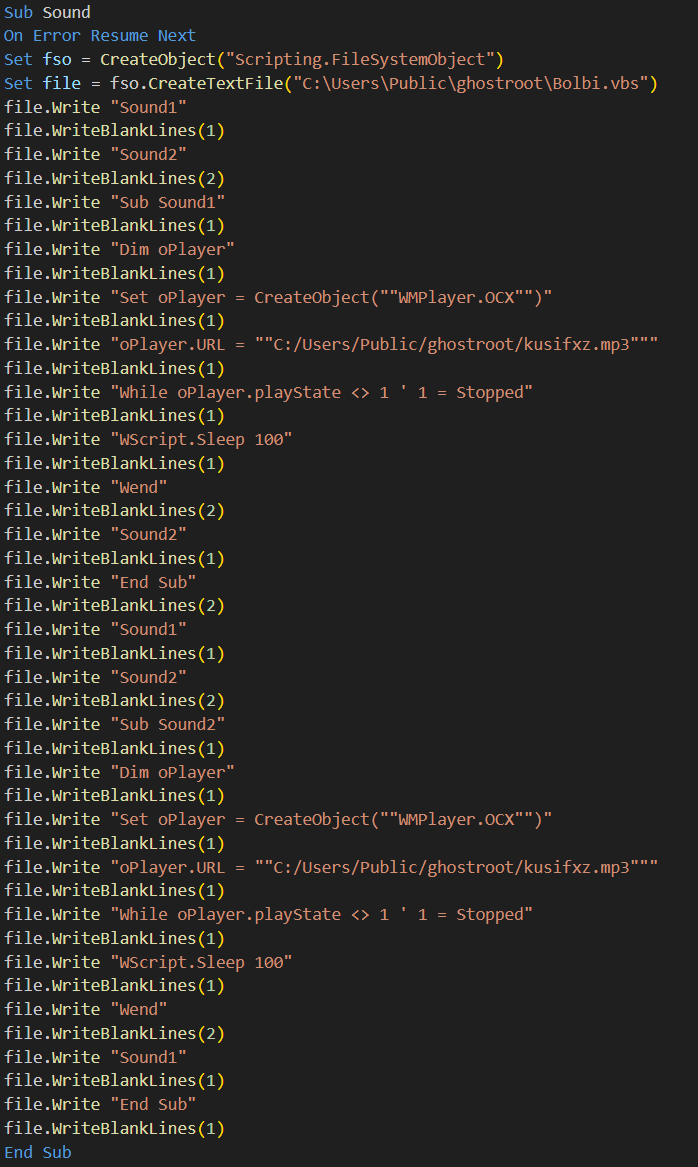 Sub Sound
On Error Resume Next
Set fso = CreateObject("Scripting.FileSystemObject")
Set file = fso.CreateTextFile("C:\Users\Public\ghostroot\Bolbi.vbs")
file.Write "Sound1"
file.WriteBlankLines(1)
file.Write "Sound2"
file.WriteBlankLines(2)
file.Write "Sub Sound1"
file.WriteBlankLines(1)
file.Write "Dim oPlayer"
file.WriteBlankLines(1)
file.Write "Set oPlayer = CreateObject(""WMPlayer.OCX"")"
file.WriteBlankLines(1)
file.Write "oPlayer.URL = ""C:/Users/Public/ghostroot/kusifxz.mp3"""
file.WriteBlankLines(1)
file.Write "While oPlayer.playState <> 1 ' 1 = Stopped"
file.WriteBlankLines(1)
file.Write "WScript.Sleep 100"
file.WriteBlankLines(1)
file.Write "Wend"
file.WriteBlankLines(2)
file.Write "Sound2"
file.WriteBlankLines(1)
file.Write "End Sub"
file.WriteBlankLines(2)
file.Write "Sound1"
file.WriteBlankLines(1)
file.Write "Sound2"
file.WriteBlankLines(2)
file.Write "Sub Sound2"
file.WriteBlankLines(1)
file.Write "Dim oPlayer"
file.WriteBlankLines(1)
file.Write "Set oPlayer = CreateObject(""WMPlayer.OCX"")"
file.WriteBlankLines(1)
file.Write "oPlayer.URL = ""C:/Users/Public/ghostroot/kusifxz.mp3"""
file.WriteBlankLines(1)
file.Write "While oPlayer.playState <> 1 ' 1 = Stopped"
file.WriteBlankLines(1)
file.Write "WScript.Sleep 100"
file.WriteBlankLines(1)
file.Write "Wend"
file.WriteBlankLines(2)
file.Write "Sound1"
file.WriteBlankLines(1)
file.Write "End Sub"
file.WriteBlankLines(1)
End Sub